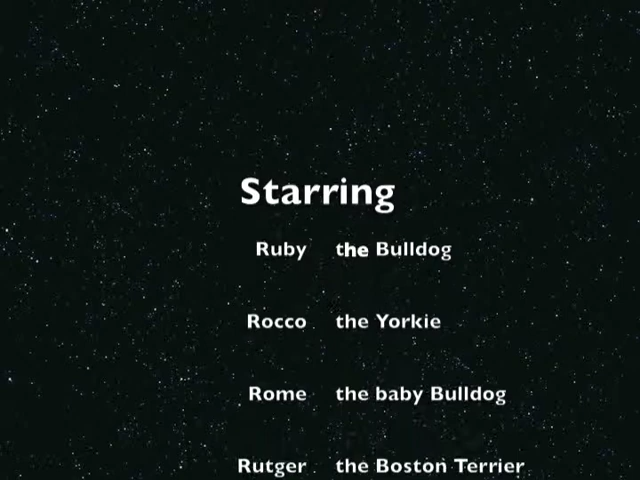 Starring
Ruby the Bulldog
Rocco the Yorkie
Rome the baby Bulldog
Rutger the Boston Terrier